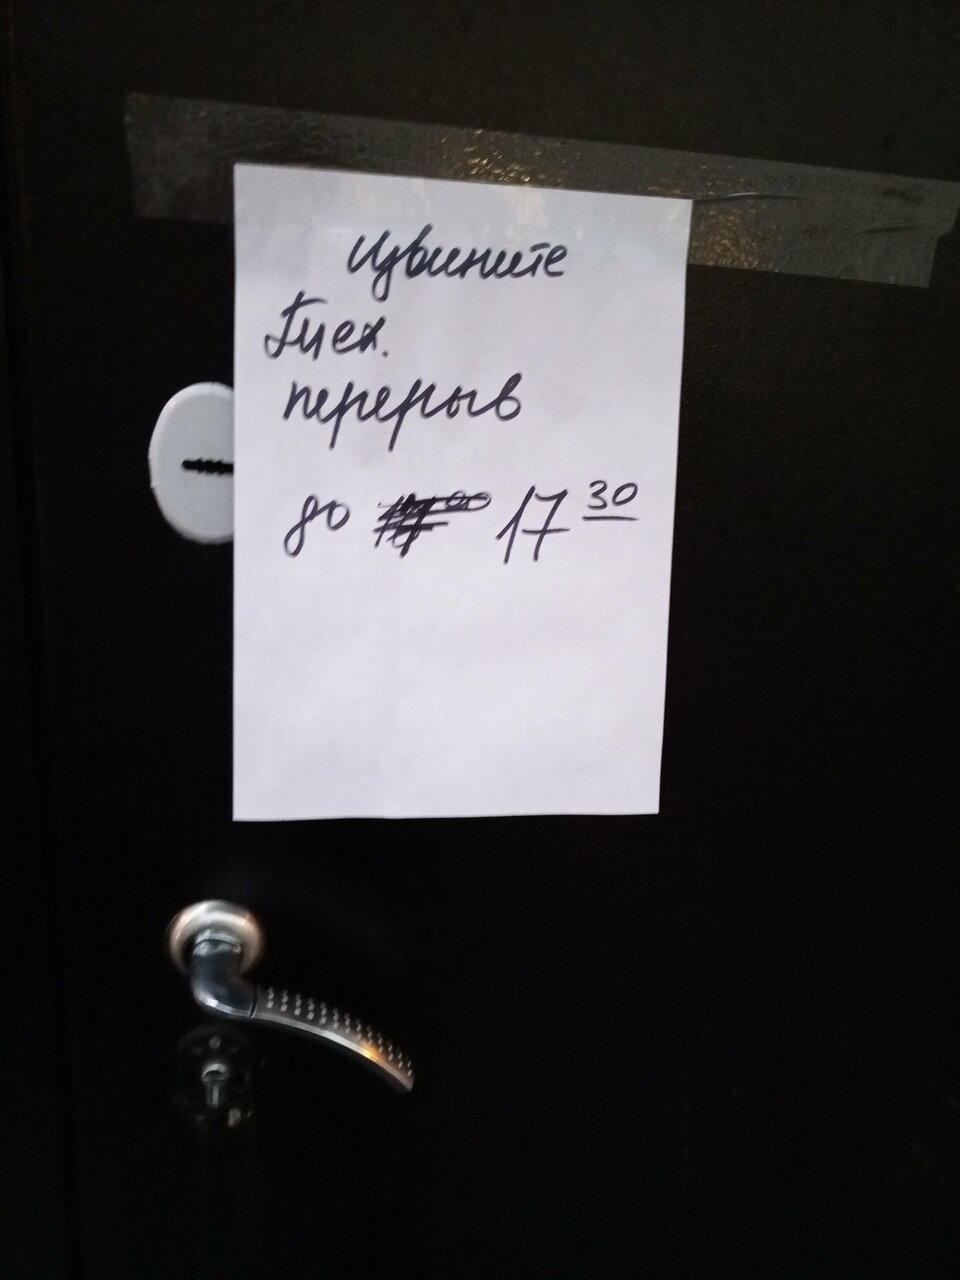 Извините
Тех.
перерыв
до 17 30